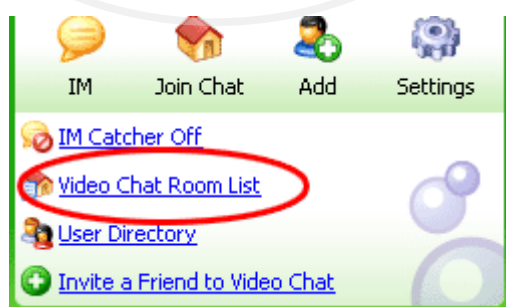 IM Join Chat Add Settings
IM Catcher Off
Video Chat Room List
User Directory
Invite a Friend to Video Chat